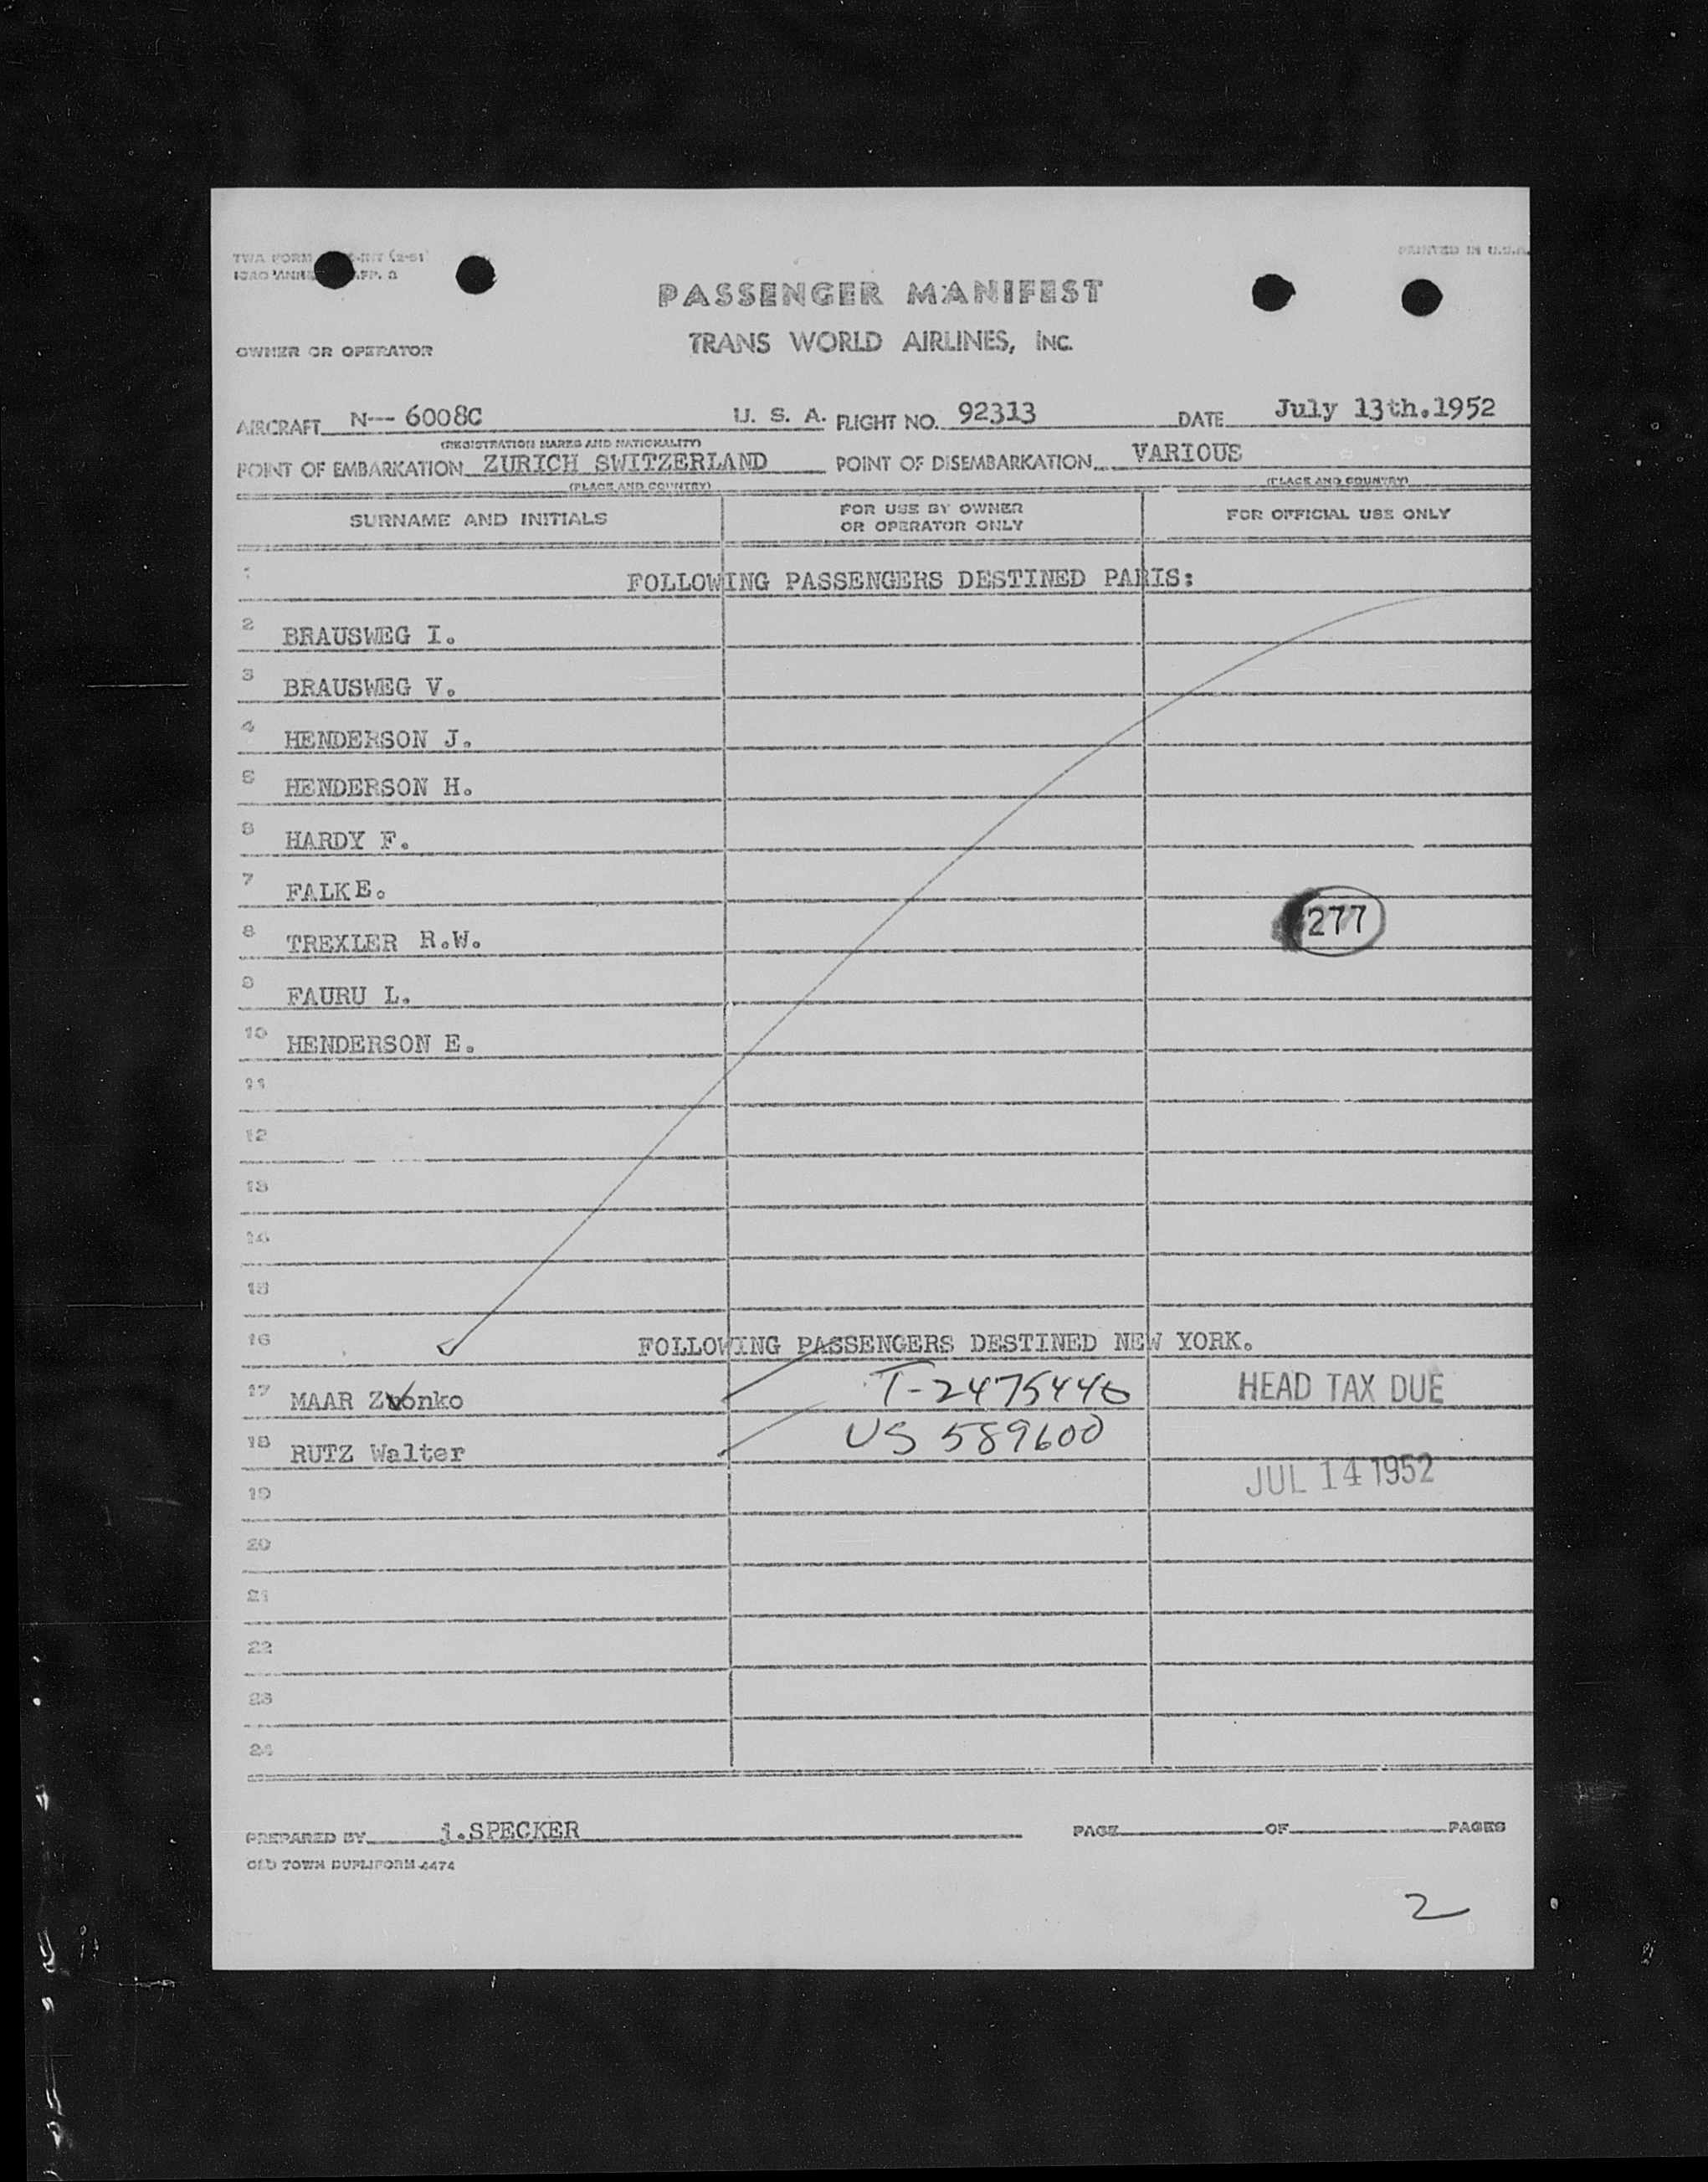 TWA FORM (2-51)
PRINTED IN U.S.A.
PASSENGER MANIFEST
OWNER OR OPERATOR
TRANS WORLD AIRLINES, INC.
AIRCRAFT N--- 6008C U. S. A. FLIGHT NO. 92313 DATE July 13th.1952
(REGISTRATION MARKS AND NATIONALITY)
POINT OF EMBARKATION ZURICH SWITZERLAND POINT OF DISEMBARKATION VARIOUS
(PLACE AND COUNTRY) (PLACE AND COUNTRY)
SURNAME AND INITIALS FOR USE BY OWNER OR OPERATOR ONLY FOR OFFICIAL USE ONLY
1 FOLLOWING PASSENGERS DESTINED PARIS:
2 BRAUSWEG I.
3 BRAUSWEG V.
4 HENDERSON J.
5 HENDERSON H.
6 HARDY F.
7 FALK E.
277
8 TREXLER R.W.
9 FAURU L.
10 HENDERSON E.
11
12
13
14
15
16 FOLLOWING PASSENGERS DESTINED NEW YORK.
17 MAAR Zvonko T-2475446 HEAD TAX DUE
18 RUTZ Walter US 589600
JUL 14 1952
19
20
21
22
23
24
PREPARED BY j.SPECKER PAGE OF PAGES
OLD TOWN DUPLIFORM 4474
2